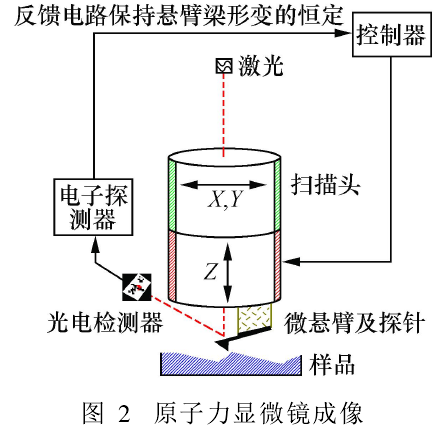 反馈电路保持悬臂梁形变的恒定
控制器
激光
电子探
测器
X,Y
扫描头
Z
光电检测器
微悬臂及探针
样品
图 2 原子力显微镜成像